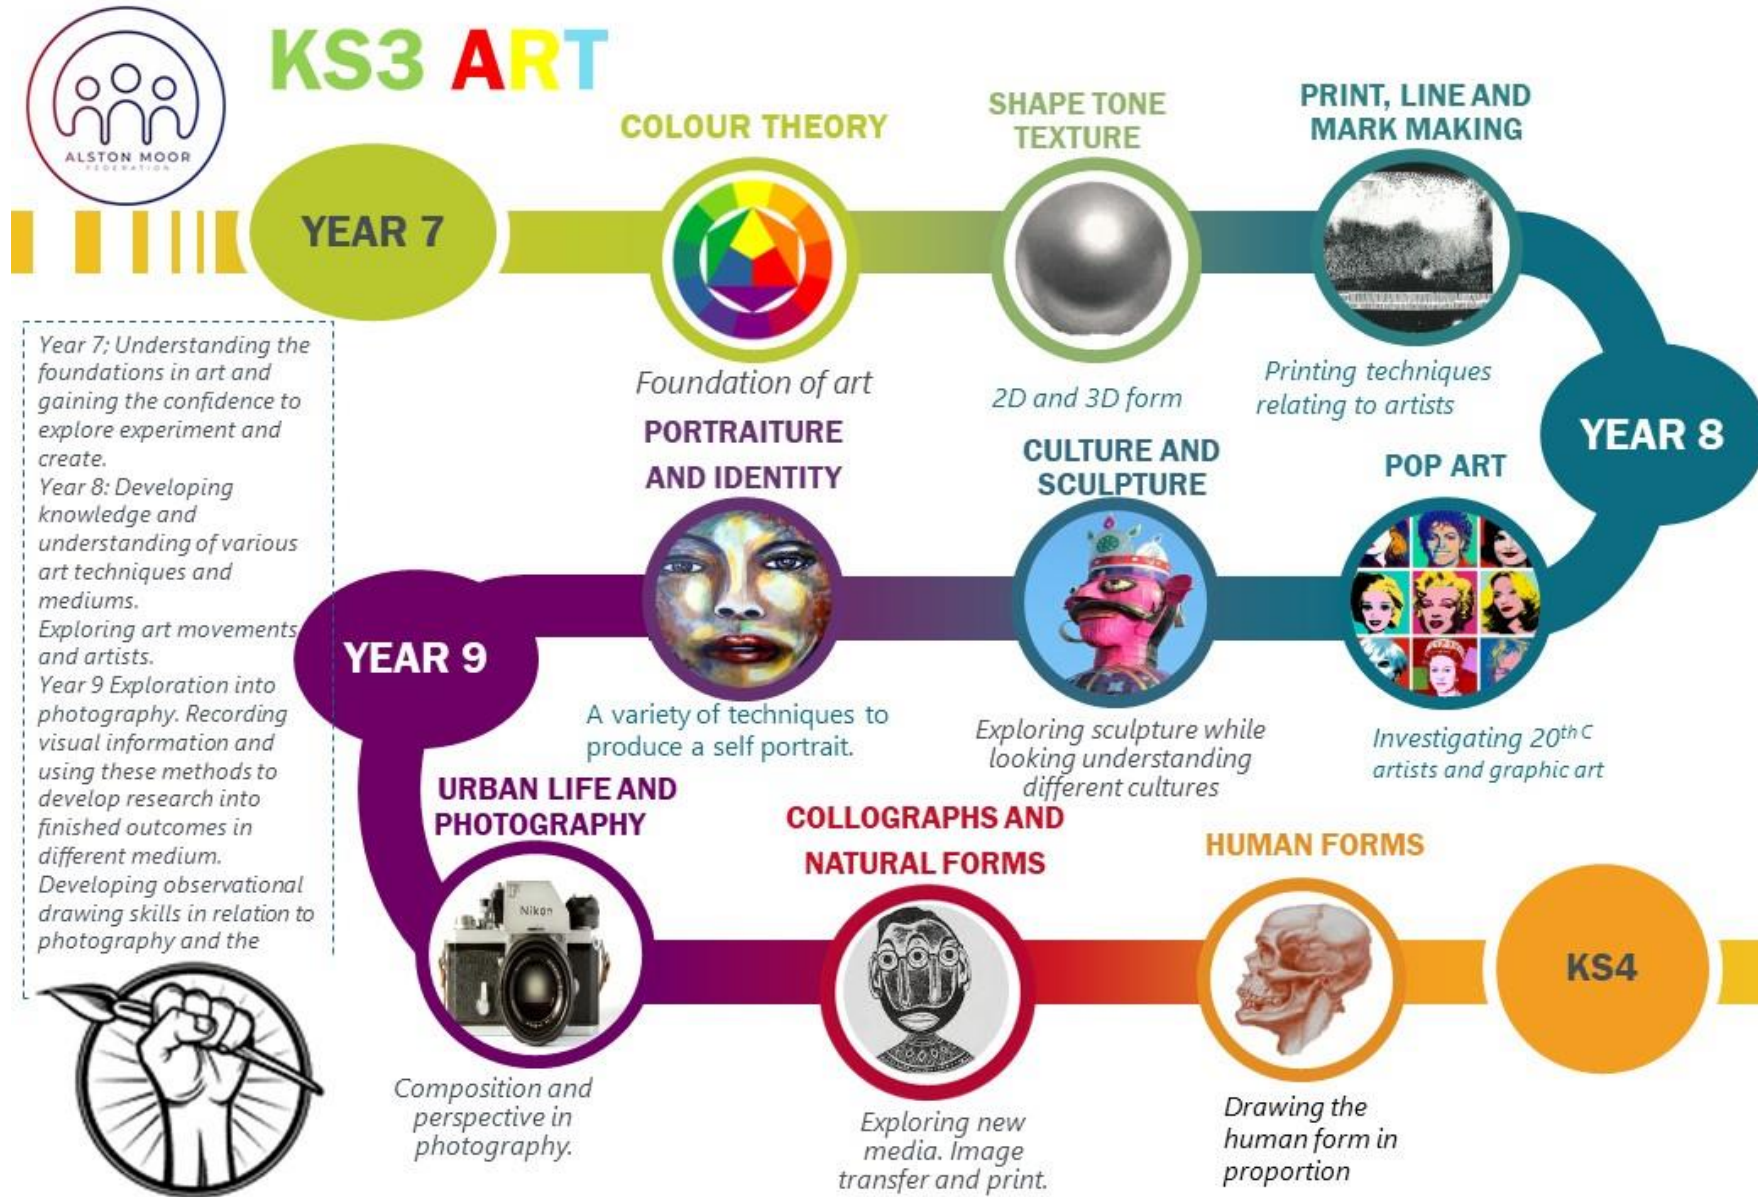 KS3 ART
ALSTON MOOR
FEDERATION
YEAR 7
COLOUR THEORY
Foundation of art
SHAPE TONE
TEXTURE
2D and 3D form
PRINT, LINE AND
MARK MAKING
Printing techniques
relating to artists
YEAR 8
POP ART
Investigating 20th C
artists and graphic art
CULTURE AND
SCULPTURE
Exploring sculpture while
looking understanding
different cultures
PORTRAITURE
AND IDENTITY
A variety of techniques to
produce a self portrait.
YEAR 9
URBAN LIFE AND
PHOTOGRAPHY
Nikon
F
Composition and
perspective in
photography.
COLLOGRAPHS AND
NATURAL FORMS
Exploring new
media. Image
transfer and print.
HUMAN FORMS
Drawing the
human form in
proportion
KS4
Year 7; Understanding the
foundations in art and
gaining the confidence to
explore experiment and
create.
Year 8: Developing
knowledge and
understanding of various
art techniques and
mediums.
Exploring art movements
and artists.
Year 9 Exploration into
photography. Recording
visual information and
using these methods to
develop research into
finished outcomes in
different medium.
Developing observational
drawing skills in relation to
photography and the